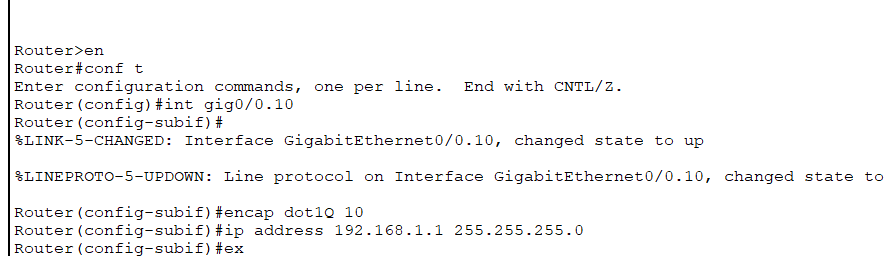 Router>en
Router#conf t
Enter configuration commands, one per line.  End with CNTL/Z.
Router(config)#int gig0/0.10
Router(config-subif)#
%LINK-5-CHANGED: Interface GigabitEthernet0/0.10, changed state to up
%LINEPROTO-5-UPDOWN: Line protocol on Interface GigabitEthernet0/0.10, changed state to
Router(config-subif)#encap dot1Q 10
Router(config-subif)#ip address 192.168.1.1 255.255.255.0
Router(config-subif)#ex